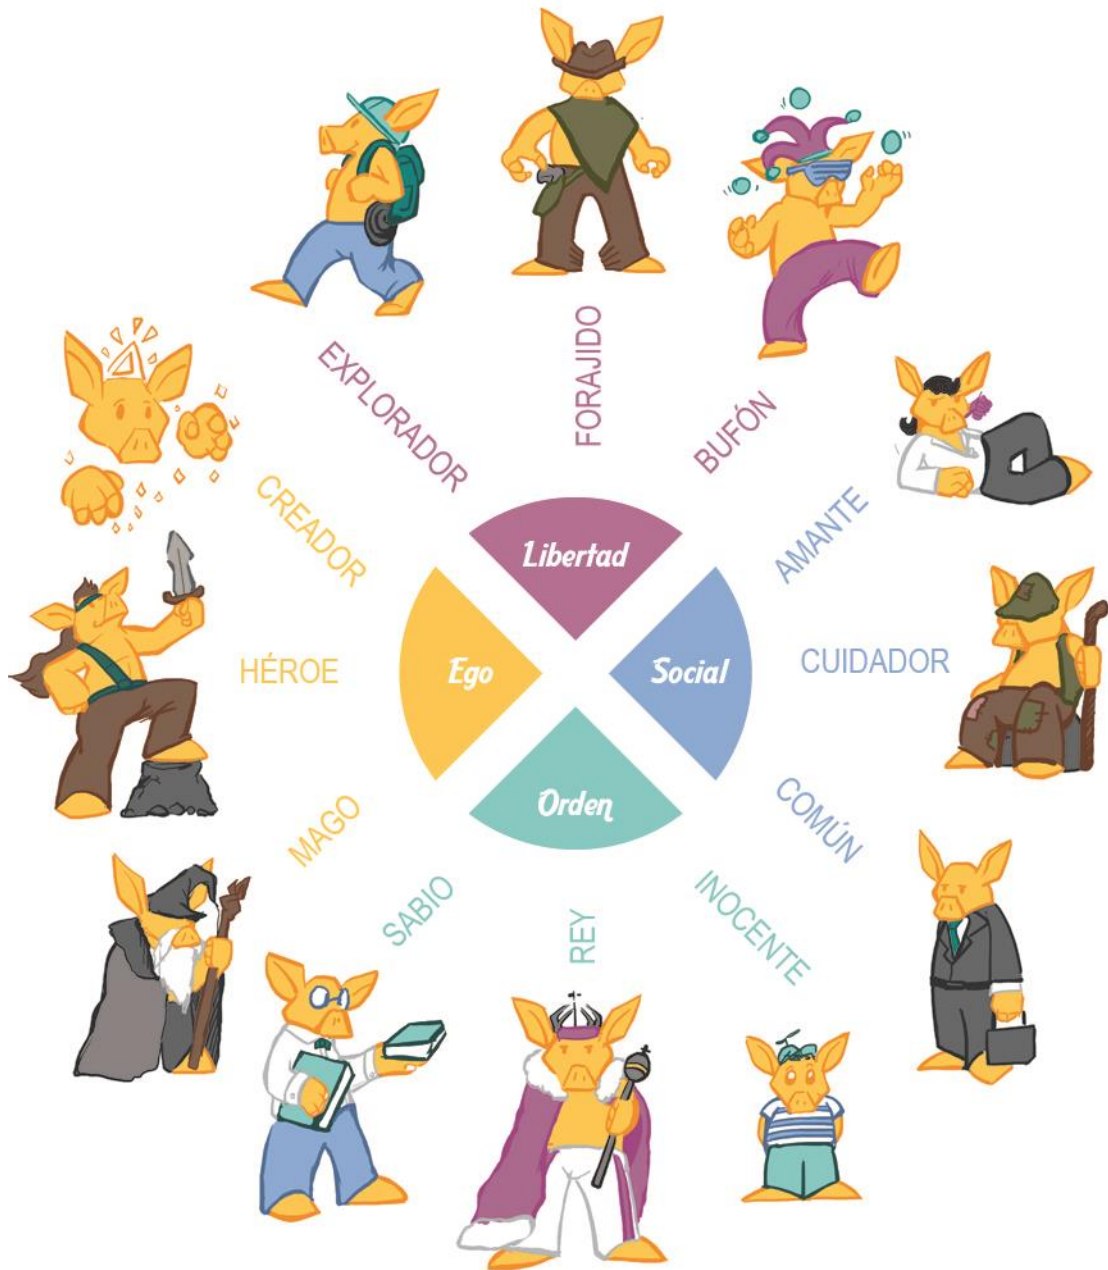 EXPLORADOR
FORAJIDO
BUFÓN
CREADOR
AMANTE
Libertad
HÉROE
Ego
Social
CUIDADOR
Orden
MAGO
COMÚN
SABIO
REY
INOCENTE